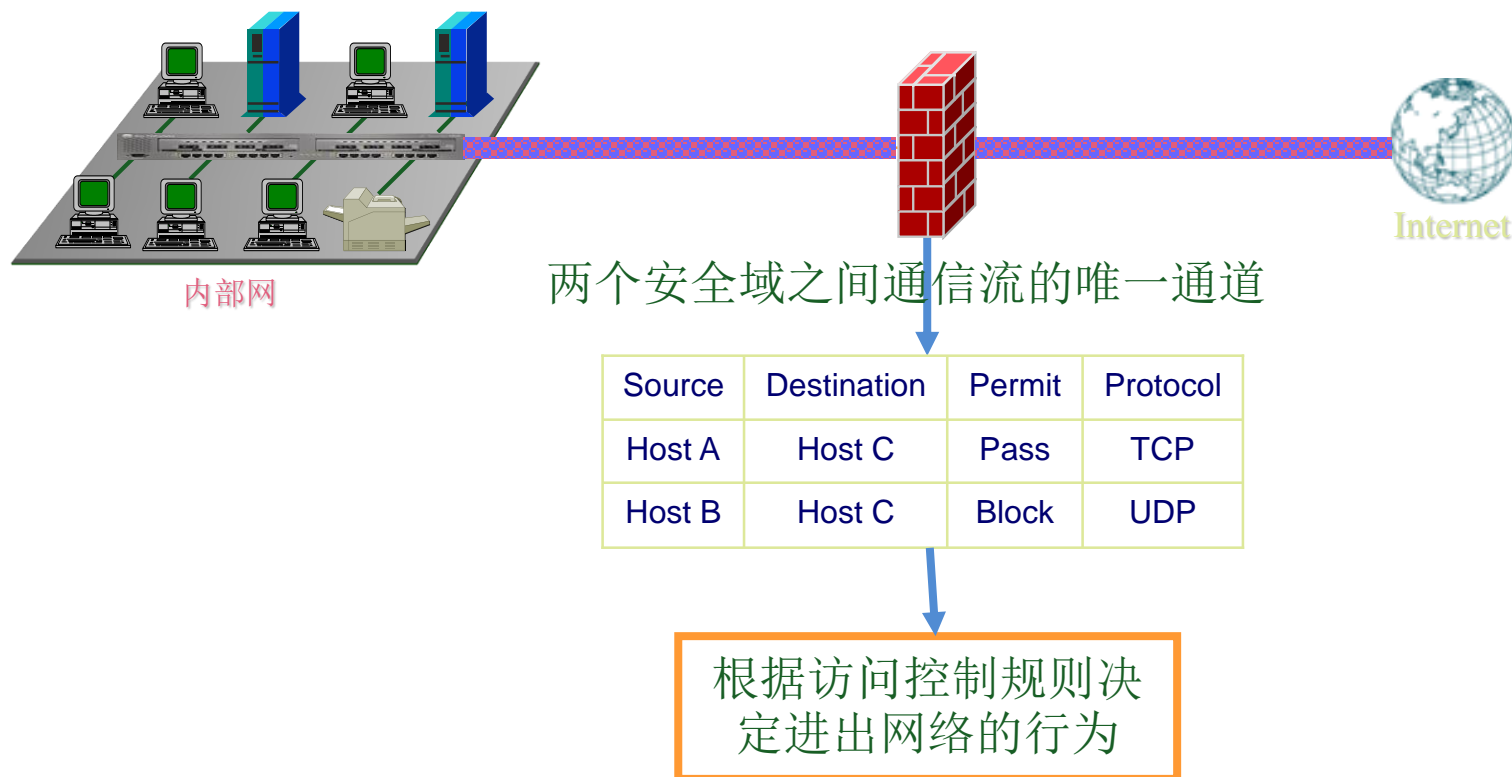 Internet
内部网
两个安全域之间通信流的唯一通道
Source Destination Permit Protocol
Host A Host C Pass TCP
Host B Host C Block UDP
根据访问控制规则决
定进出网络的行为